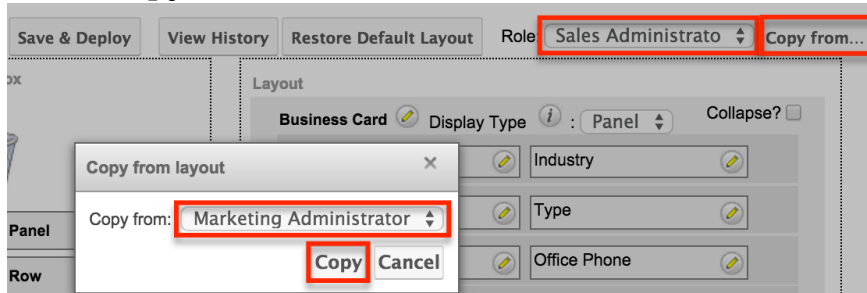 Save & Deploy View History Restore Default Layout Role Sales Administrato Copy from...
Layout
Business Card Display Type i : Panel Collapse?
Copy from layout ×
Industry
Copy from: Marketing Administrator
Type
Panel
Copy Cancel
Office Phone
Row